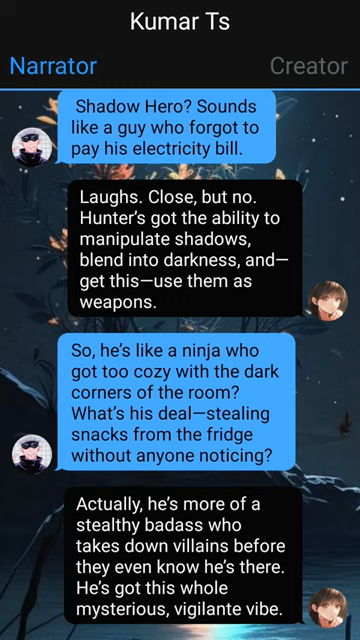 Kumar Ts
Narrator
Creator
Shadow Hero? Sounds
like a guy who forgot to
pay his electricity bill.
Laughs. Close, but no.
Hunter's got the ability to
manipulate shadows,
blend into darkness, and—
get this—use them as
weapons.
So, he's like a ninja who
got too cozy with the dark
corners of the room?
What's his deal—stealing
snacks from the fridge
without anyone noticing?
Actually, he's more of a
stealthy badass who
takes down villains before
they even know he's there.
He's got this whole
mysterious, vigilante vibe.